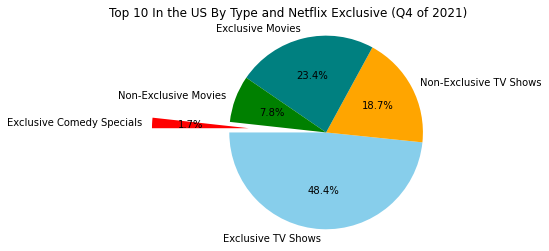 Top 10 In the US By Type and Netflix Exclusive (Q4 of 2021)
Exclusive Movies
23.4%
Non-Exclusive TV Shows
18.7%
Non-Exclusive Movies
7.8%
Exclusive Comedy Specials
1.7%
48.4%
Exclusive TV Shows